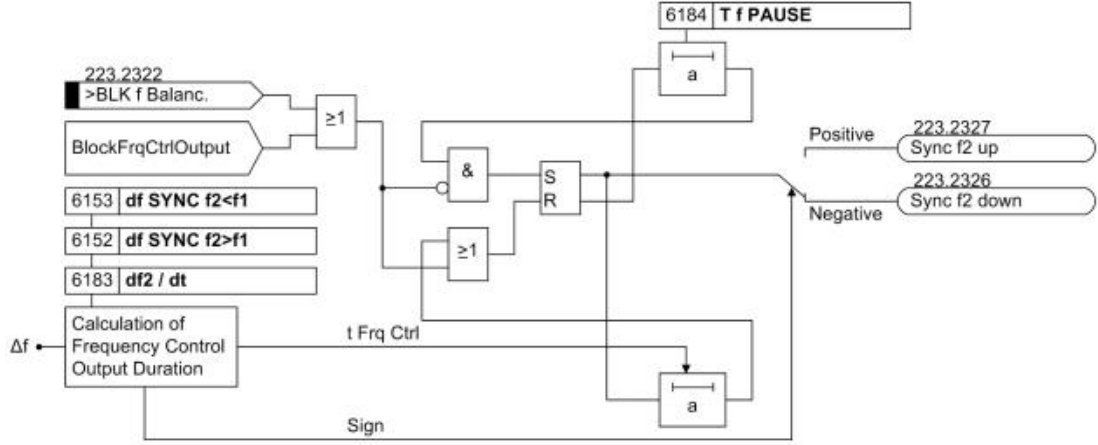 6184 T f PAUSE
a
223.2322
>BLK f Balanc.
≥1
BlockFrqCtrlOutput
&
S
R
Positive
223.2327
Sync f2 up
223.2326
Sync f2 down
Negative
6153 df SYNC f2<f1
6152 df SYNC f2>f1
≥1
6183 df2 / dt
Calculation of
Frequency Control
Output Duration
Δf
t Frq Ctrl
a
Sign